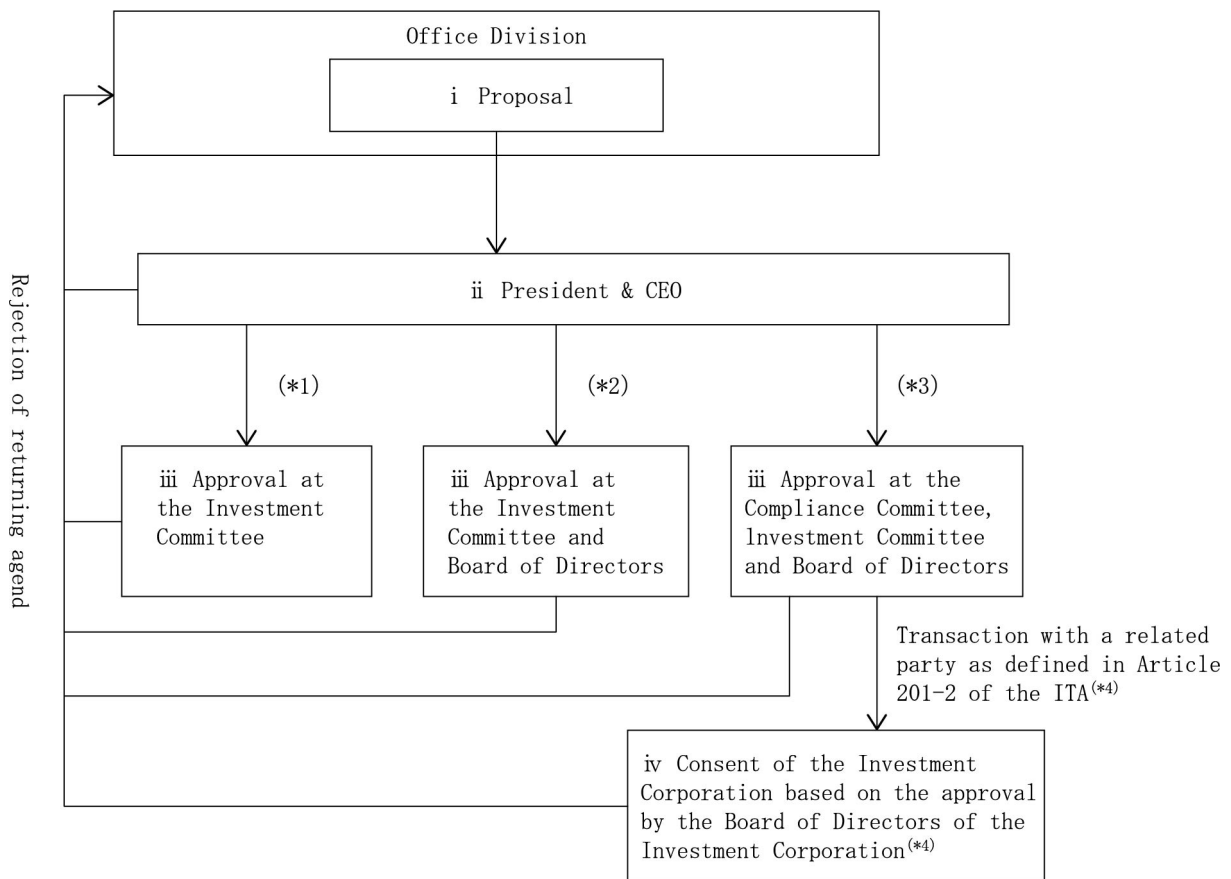 Office Division
ⅰ Proposal
ⅱ President & CEO
Rejection of returning agend
(*1)
(*2)
(*3)
ⅲ Approval at
the Investment
Committee
ⅲ Approval at
the Investment
Committee and
Board of Directors
ⅲ Approval at the
Compliance Committee,
lnvestment Committee
and Board of Directors
Transaction with a related
party as defined in Article
201-2 of the ITA(*4)
ⅳ Consent of the Investment
Corporation based on the approval
by the Board of Directors of the
Investment Corporation(*4)